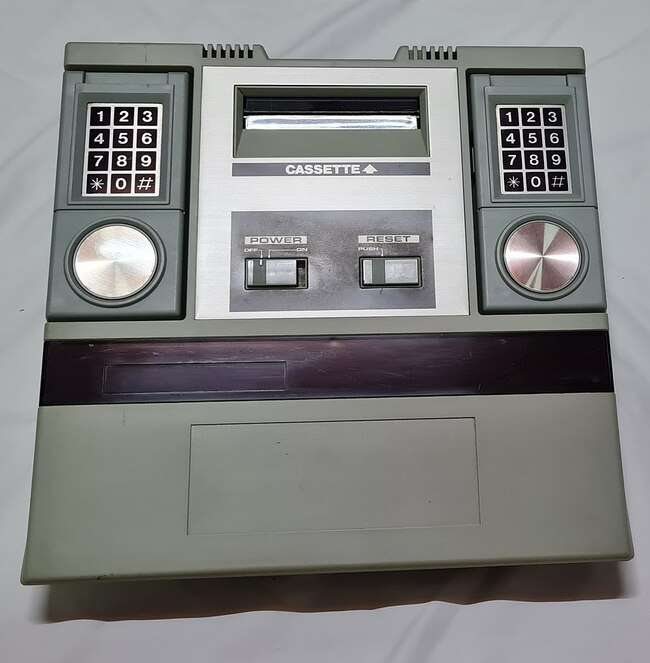 1 2 3
4 5 6
7 8 9
* 0 #
CASSETTE
POWER
OFF ON
RESET
PUSH
1 2 3
4 5 6
7 8 9
* 0 #